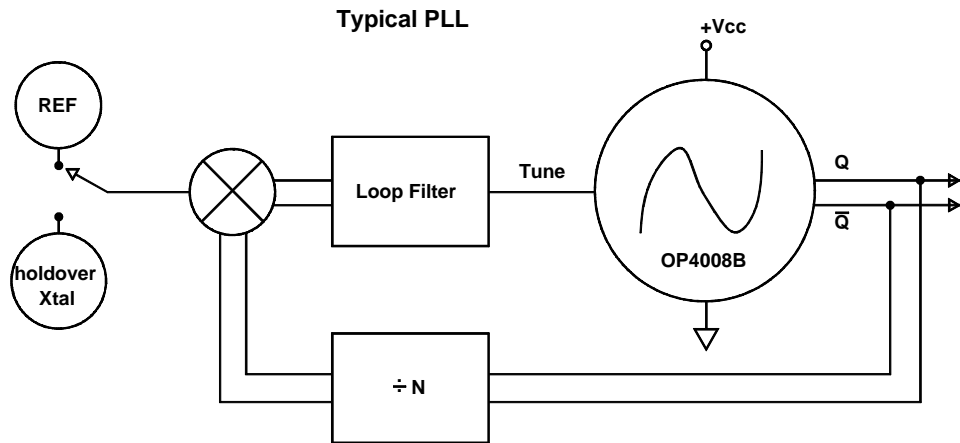 Typical PLL
+Vcc
REF
Loop Filter
Tune
Q
Q̅
OP4008B
holdover
Xtal
÷ N